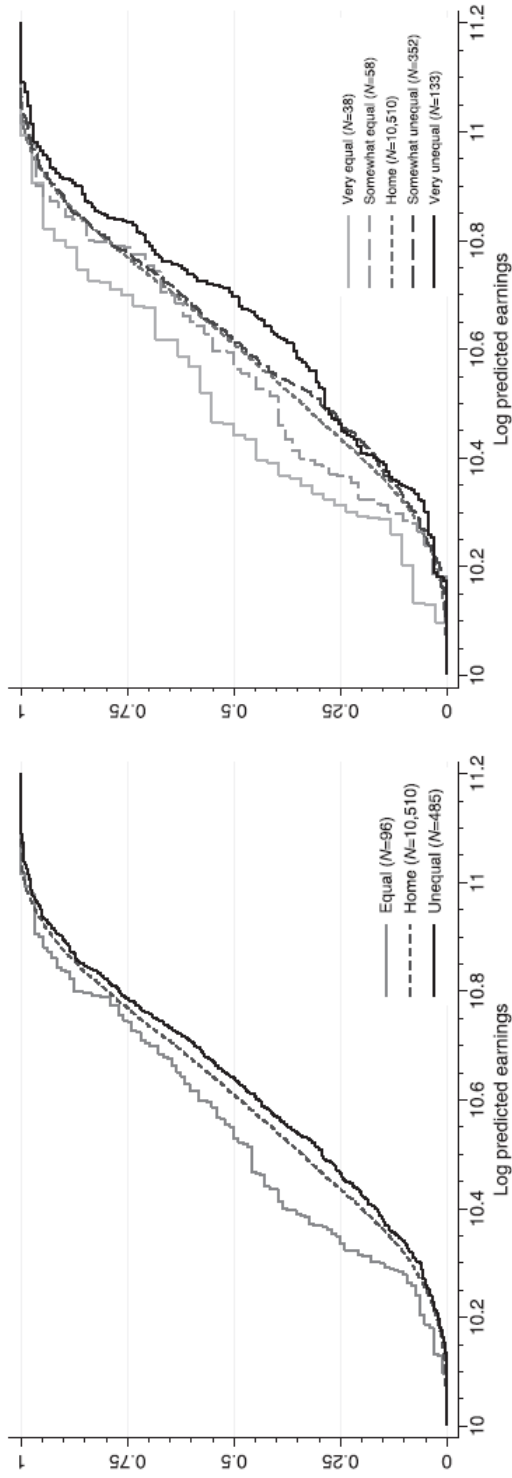 1
0.75
0.5
0.25
0
Equal (N=96)
Home (N=10,510)
Unequal (N=485)
10 10.2 10.4 10.6 10.8 11 11.2
Log predicted earnings
1
0.75
0.5
0.25
0
Very equal (N=38)
Somewhat equal (N=58)
Home (N=10,510)
Somewhat unequal (N=352)
Very unequal (N=133)
10 10.2 10.4 10.6 10.8 11 11.2
Log predicted earnings